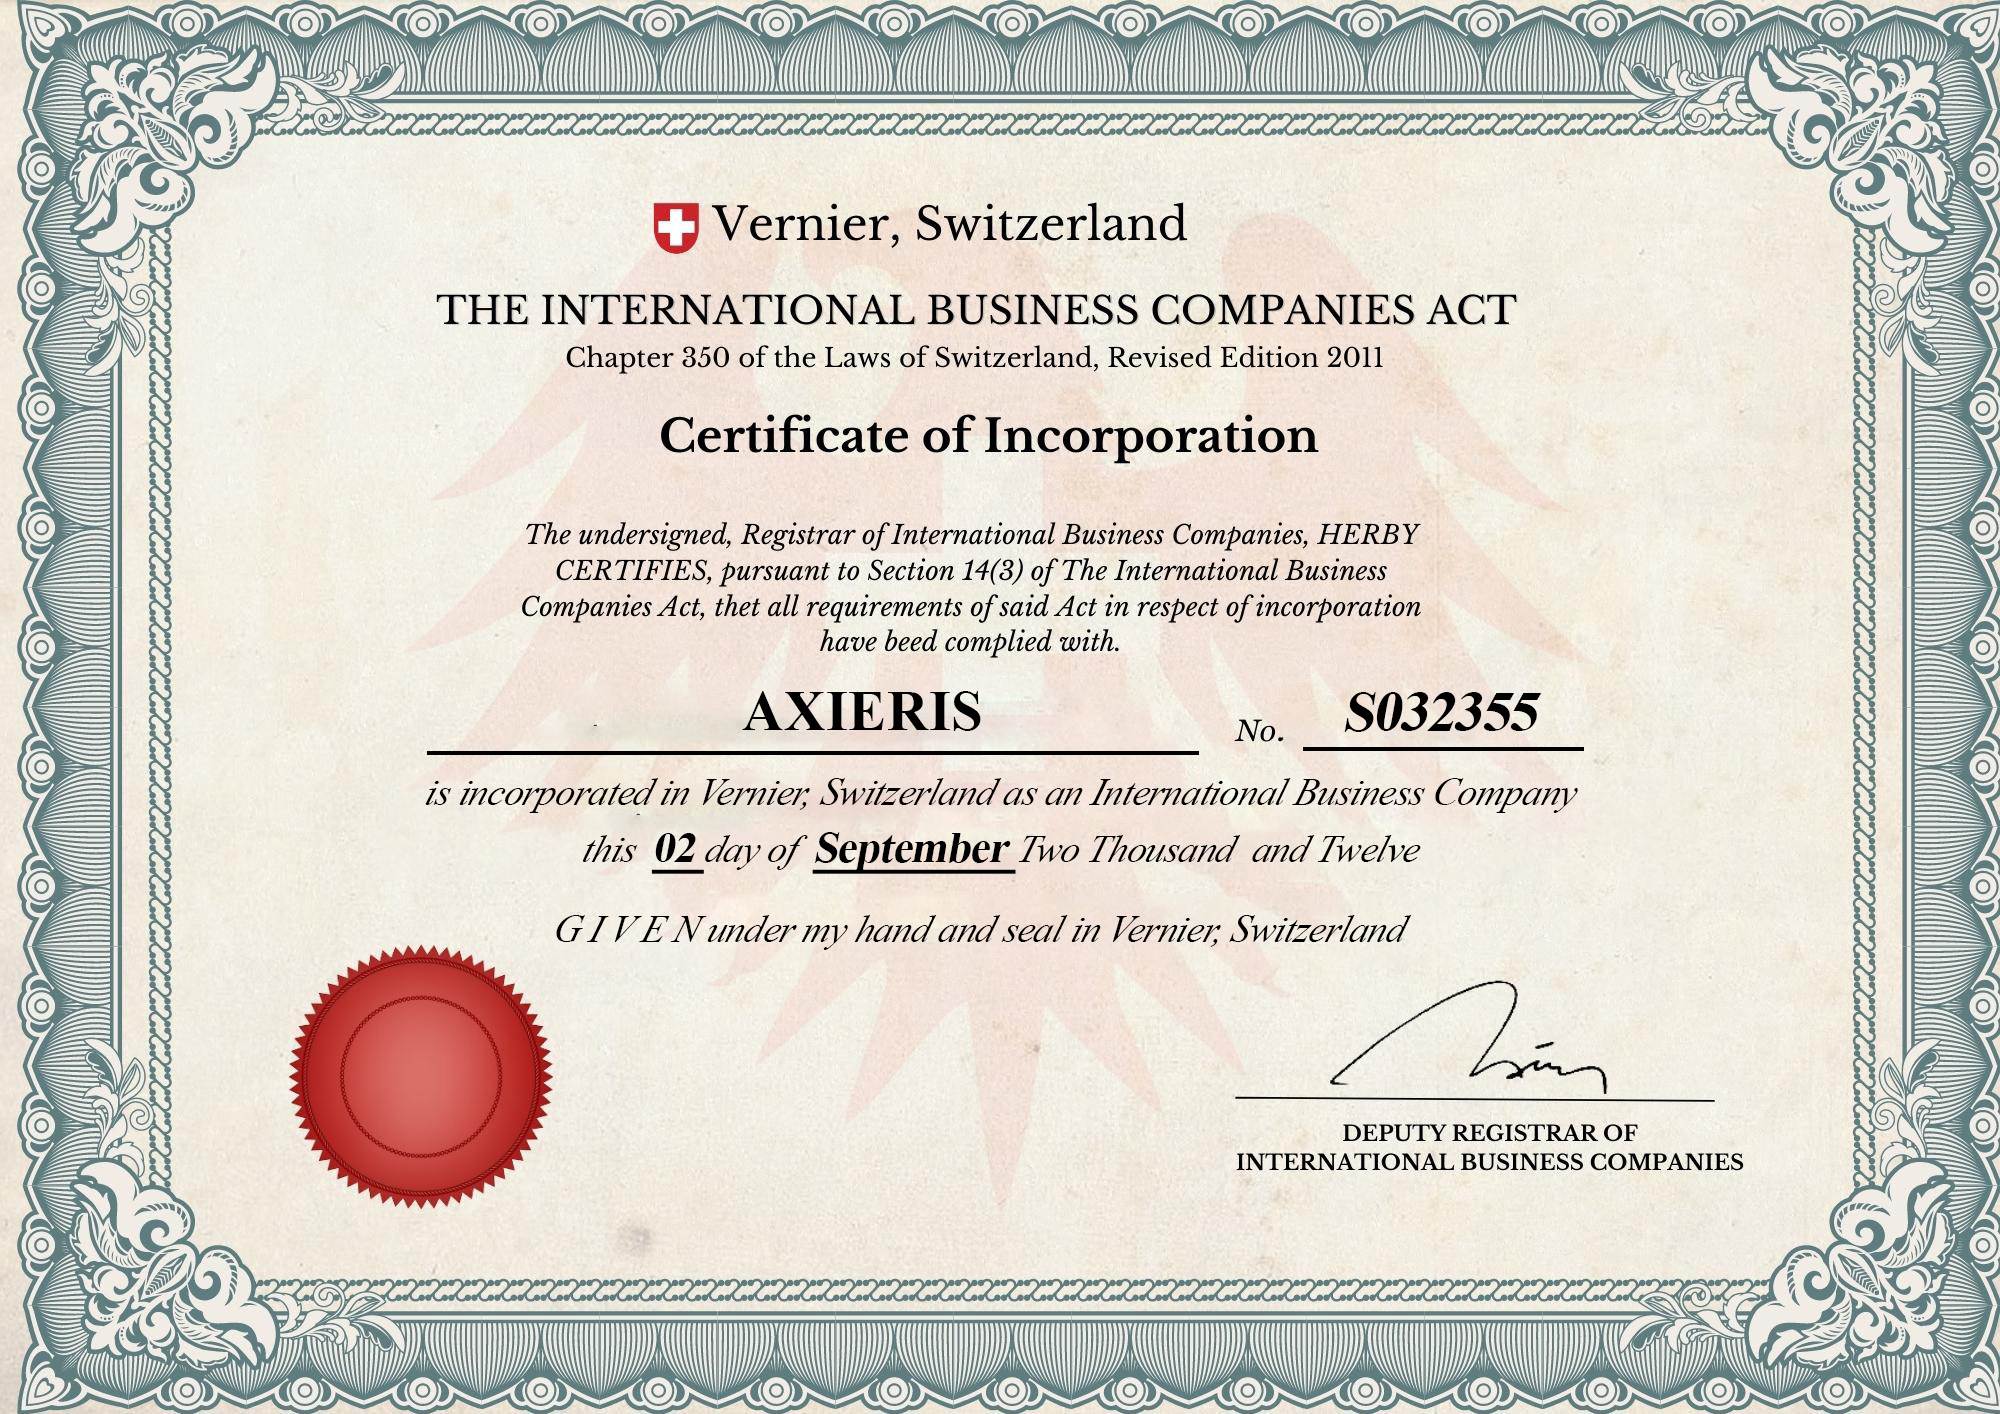 Vernier, Switzerland
THE INTERNATIONAL BUSINESS COMPANIES ACT
Chapter 350 of the Laws of Switzerland, Revised Edition 2011
Certificate of Incorporation
The undersigned, Registrar of International Business Companies, HERBY
CERTIFIES, pursuant to Section 14(3) of The International Business
Companies Act, thet all requirements of said Act in respect of incorporation
have beed complied with.
AXIERIS No. S032355
is incorporated in Vernier, Switzerland as an International Business Company
this 02 day of September Two Thousand and Twelve
G I V E N under my hand and seal in Vernier, Switzerland
DEPUTY REGISTRAR OF
INTERNATIONAL BUSINESS COMPANIES